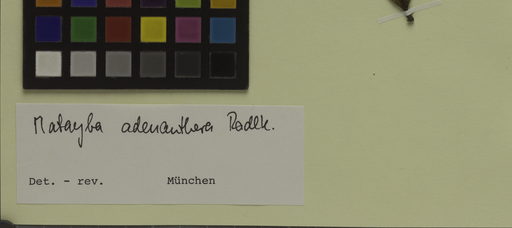 Matayba adenanthera Radlk.
Det. - rev. München